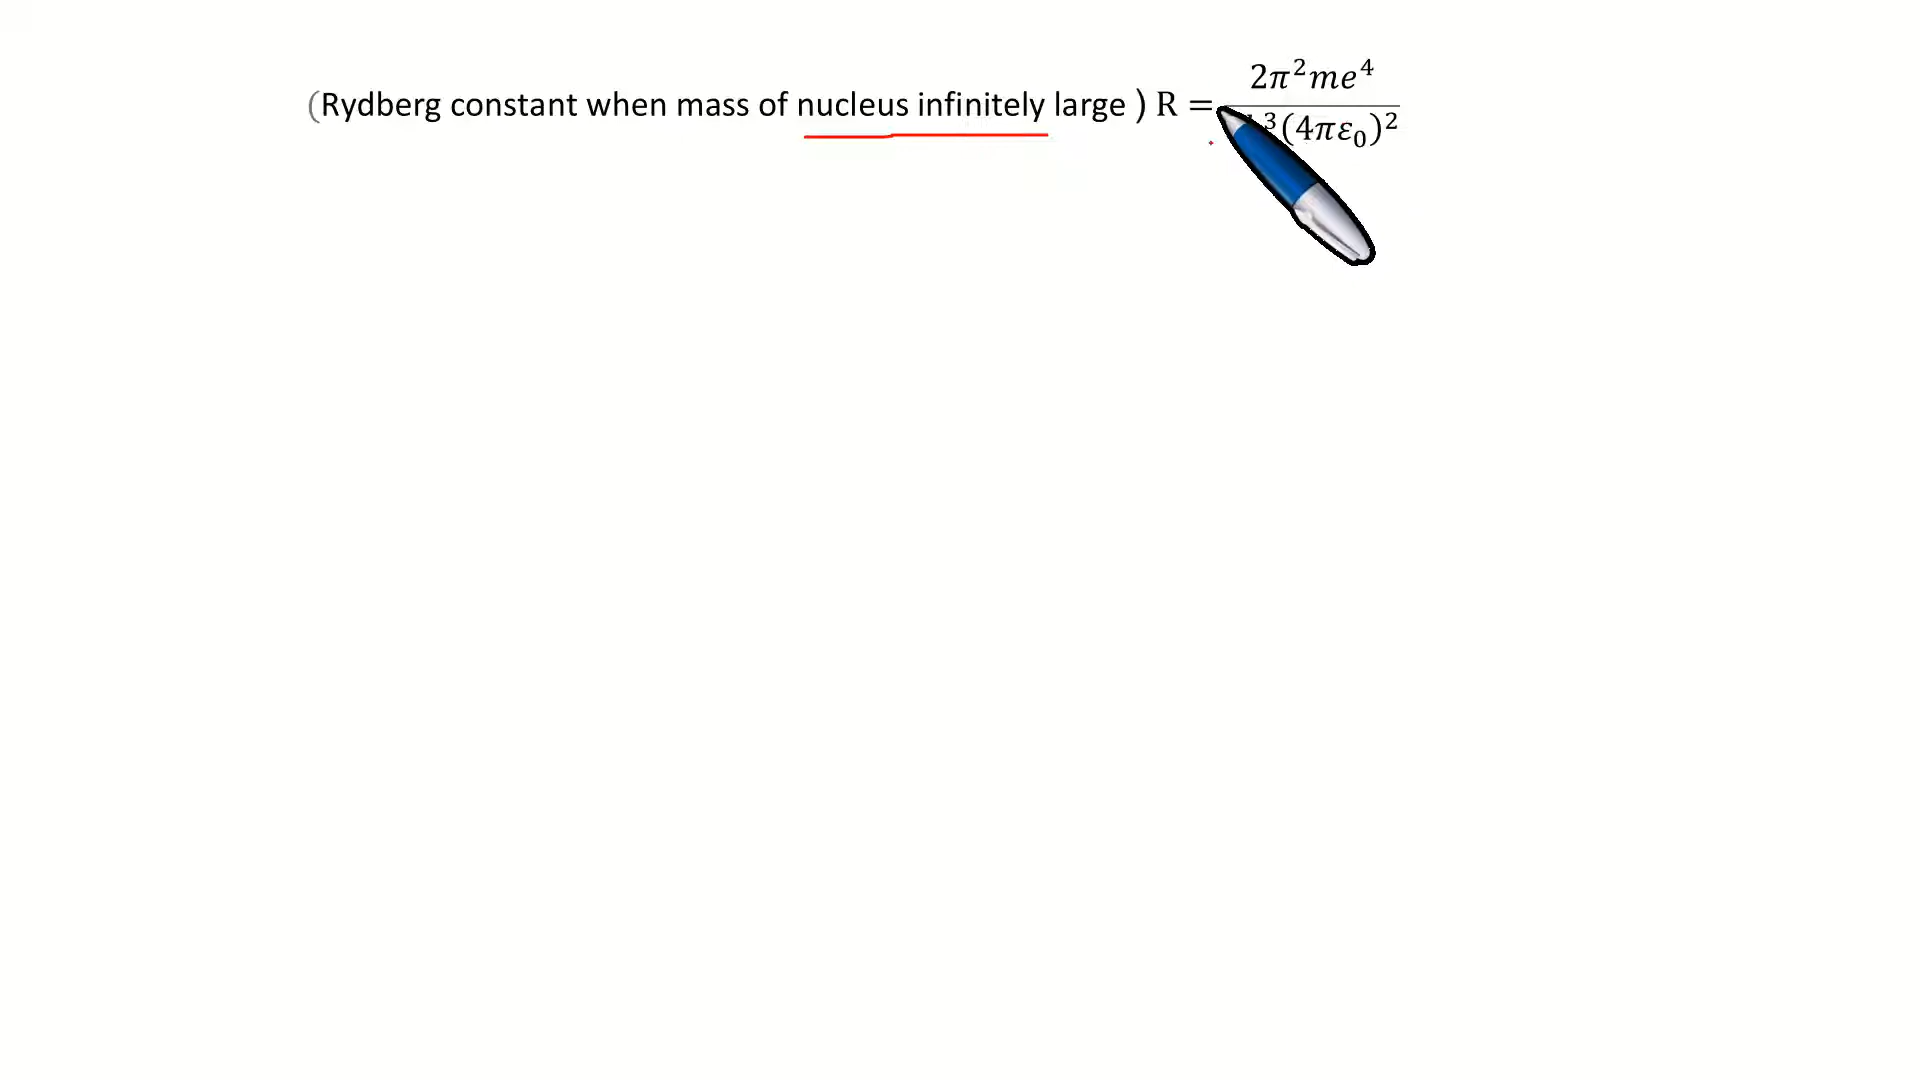 (Rydberg constant when mass of nucleus infinitely large ) R = 2π²me⁴ / ³(4πε₀)²